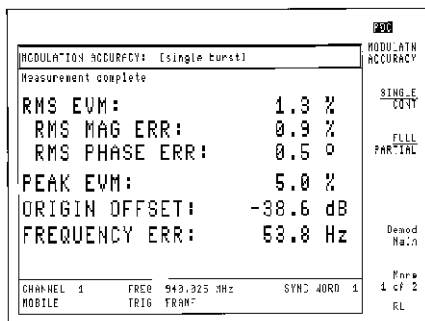 PDC
MODULATN
ACCURACY
MODULATION ACCURACY: [single burst]
Measurement complete
RMS EVM: 1.3 %
RMS MAG ERR: 0.9 %
RMS PHASE ERR: 0.5 o
PEAK EVM: 5.0 %
ORIGIN OFFSET: -38.6 dB
FREQUENCY ERR: 53.8 Hz
SINGLE
CONT
FULL
PARTIAL
Demod
Main
More
1 of 2
RL
CHANNEL 1 FREQ 940.025 MHz SYNC WORD 1
MOBILE TRIG FRAME